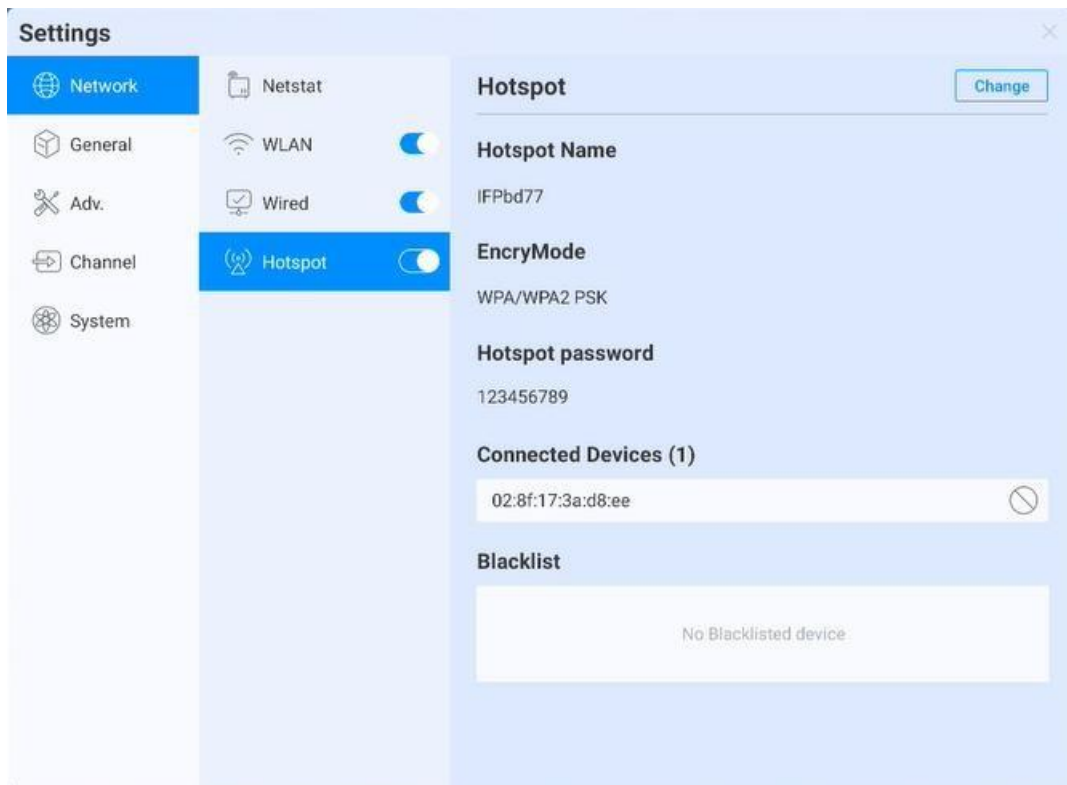 Settings
Network
General
Adv.
Channel
System
Netstat
WLAN
Wired
Hotspot
Hotspot
Change
Hotspot Name
IFPbd77
EncryMode
WPA/WPA2 PSK
Hotspot password
123456789
Connected Devices (1)
02:8f:17:3a:d8:ee
Blacklist
No Blacklisted device